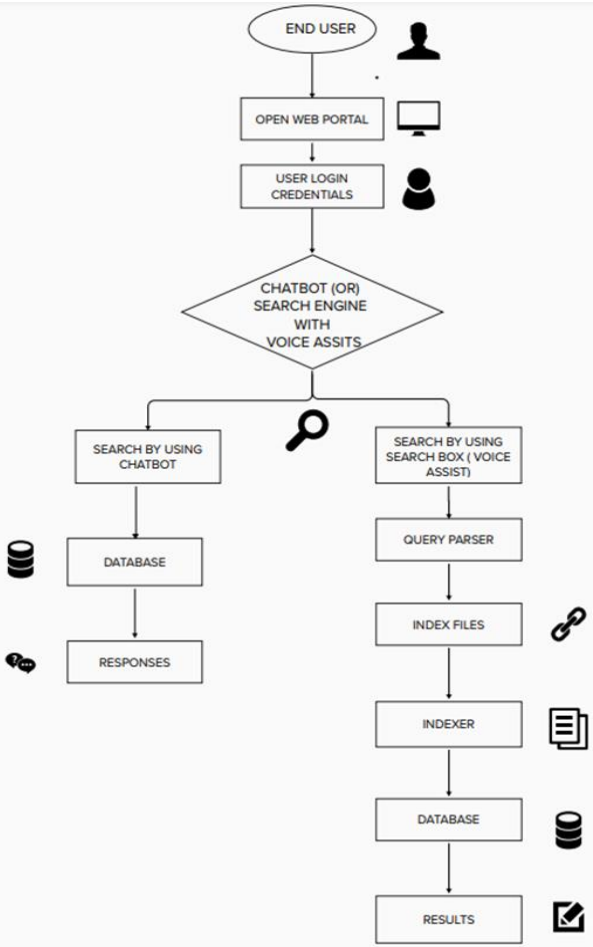 END USER
OPEN WEB PORTAL
USER LOGIN
CREDENTIALS
CHATBOT (OR)
SEARCH ENGINE
WITH
VOICE ASSITS
SEARCH BY USING
CHATBOT
DATABASE
RESPONSES
SEARCH BY USING
SEARCH BOX ( VOICE
ASSIST)
QUERY PARSER
INDEX FILES
INDEXER
DATABASE
RESULTS